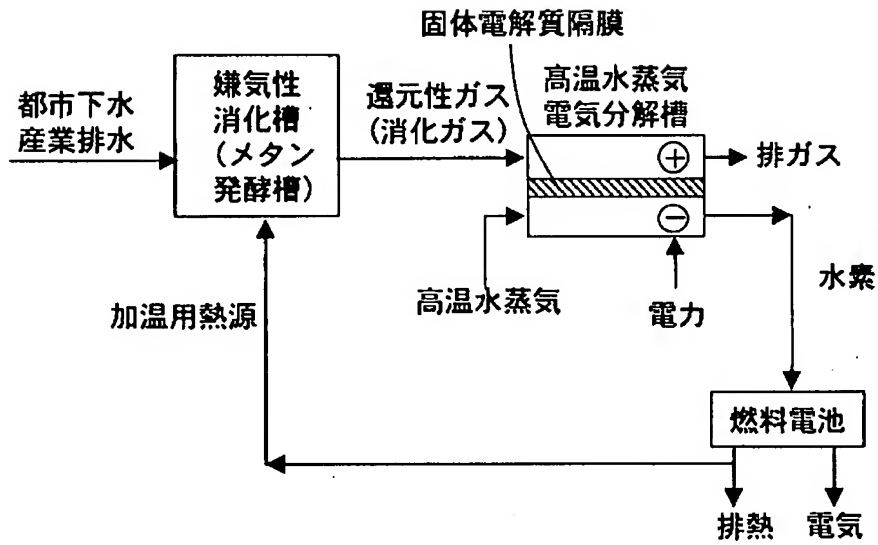 固体電解質隔膜
都市下水
産業排水
嫌気性
消化槽
(メタン
発酵槽)
還元性ガス
(消化ガス)
高温水蒸気
電気分解槽
+
排ガス
−
高温水蒸気
電力
水素
加温用熱源
燃料電池
排熱
電気